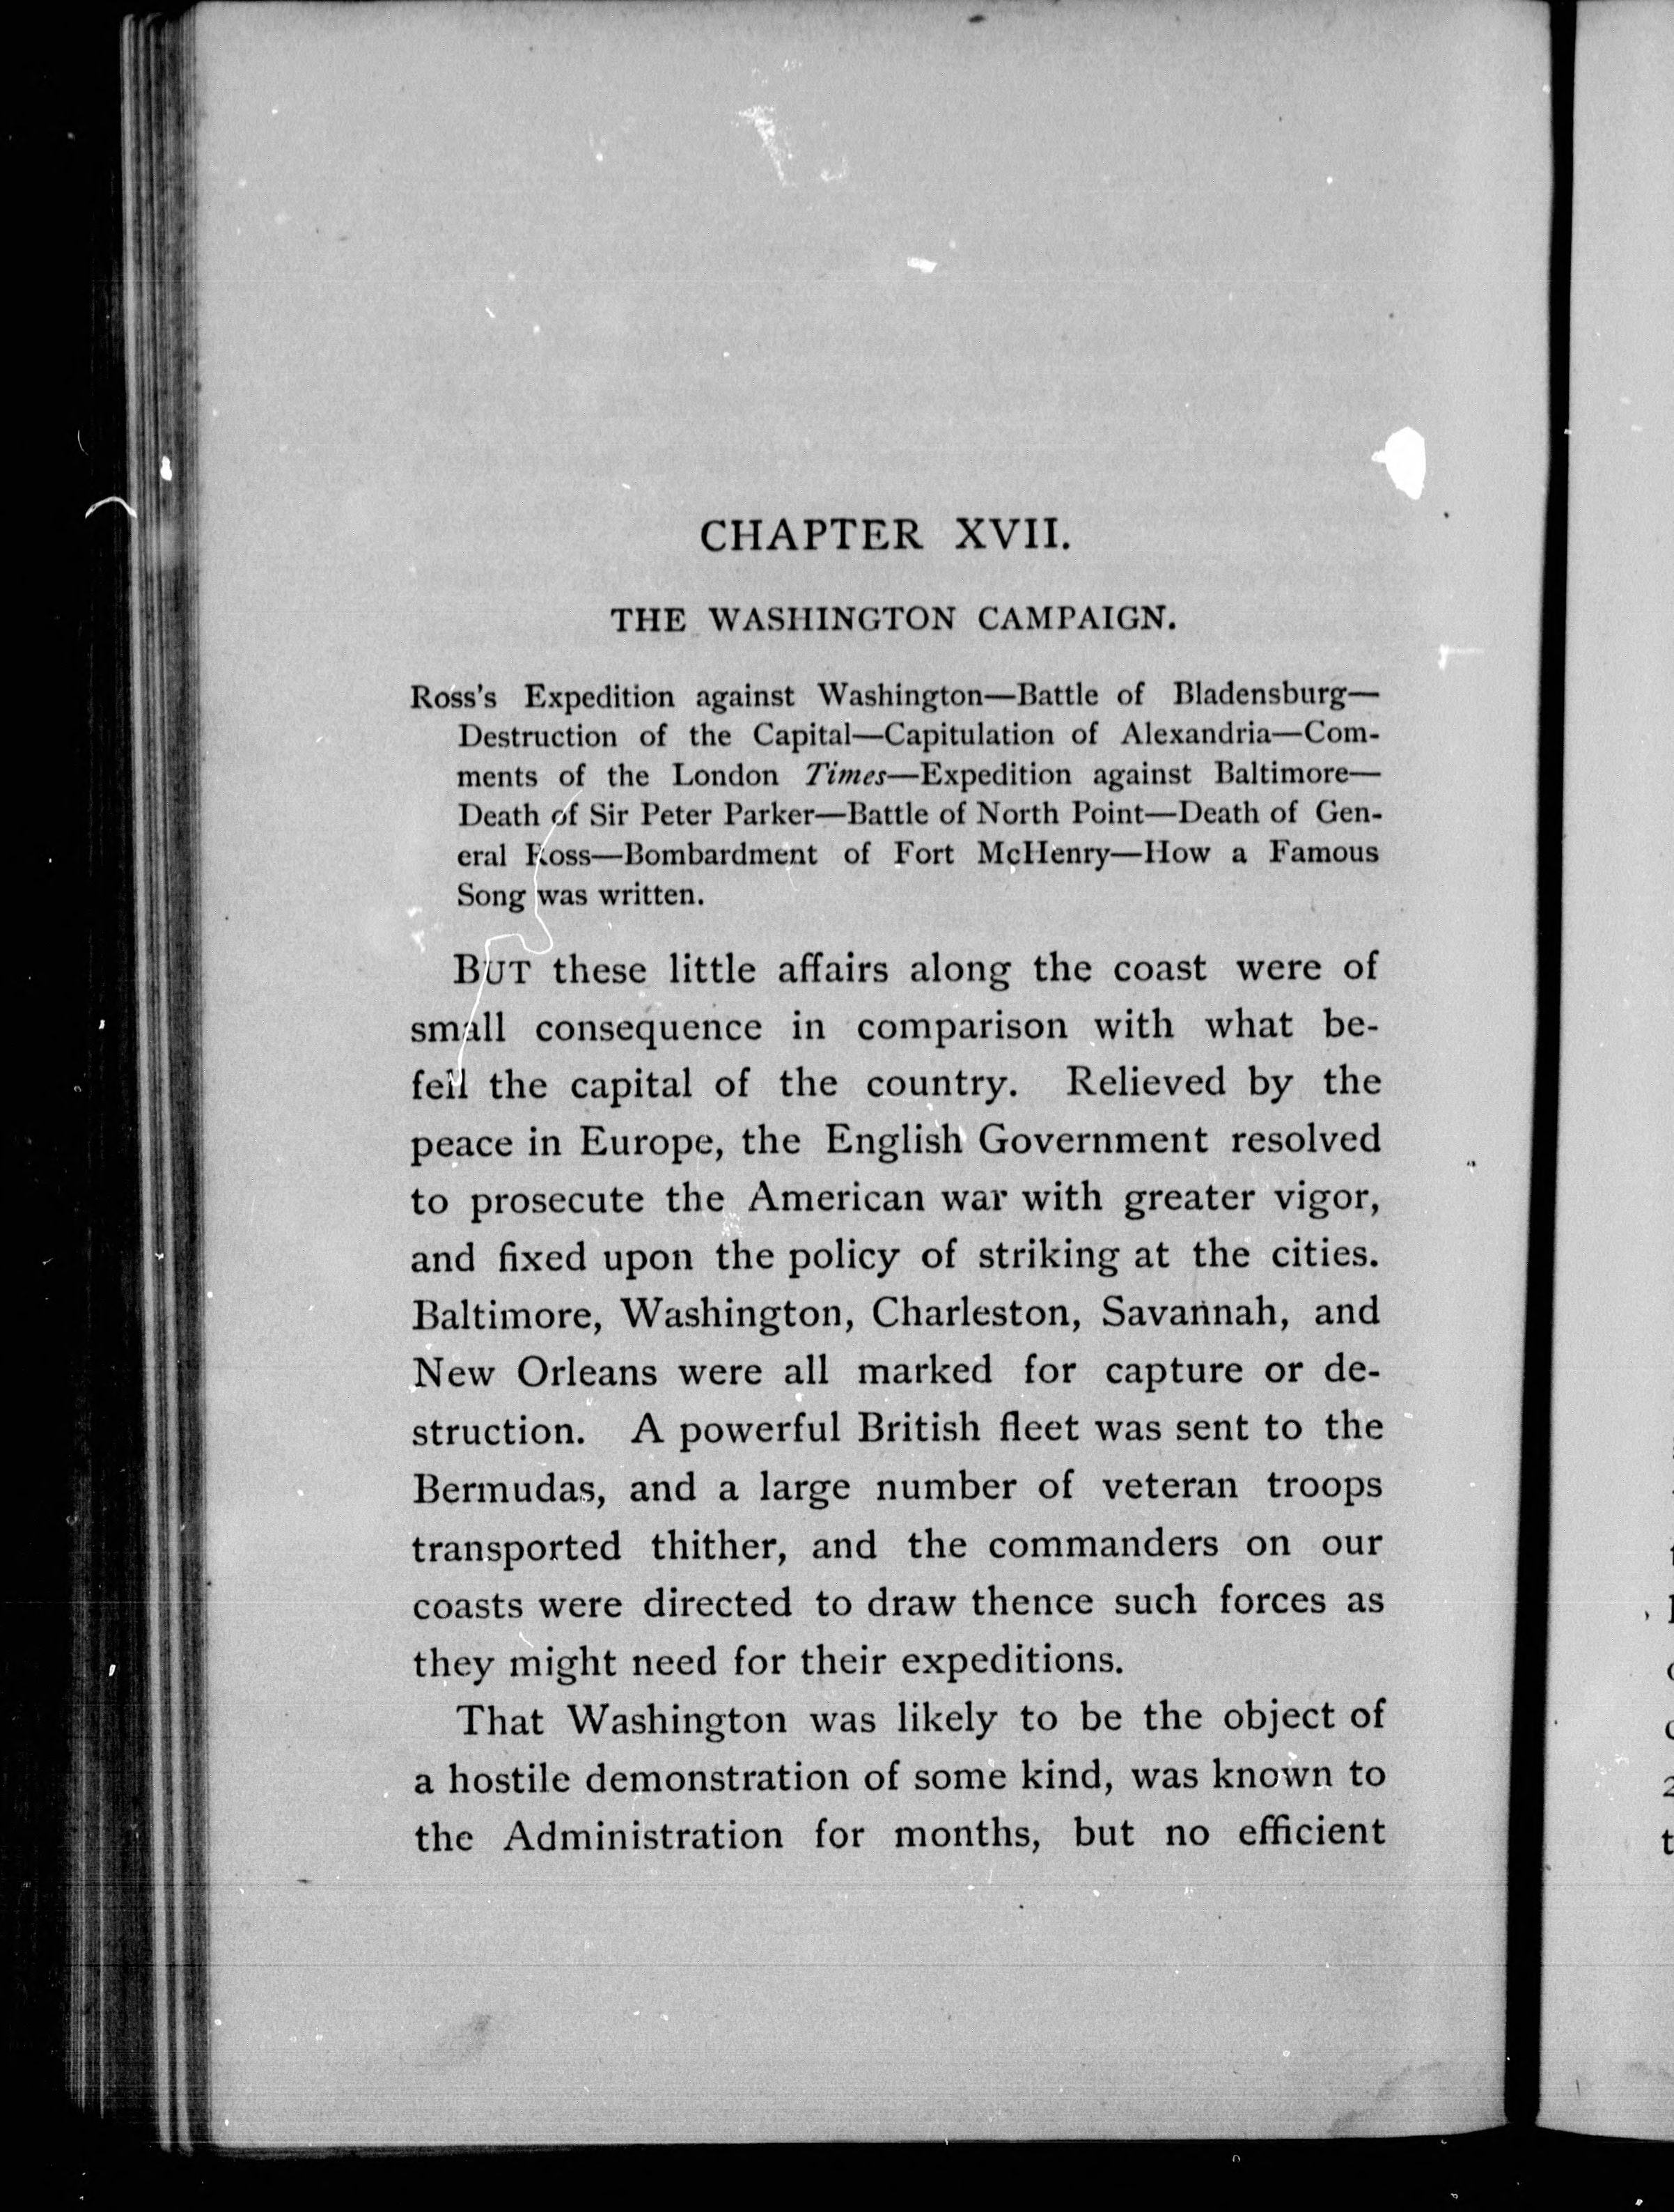 CHAPTER XVII.
THE WASHINGTON CAMPAIGN.
Ross's Expedition against Washington—Battle of Bladensburg—
Destruction of the Capital—Capitulation of Alexandria—Com-
ments of the London Times—Expedition against Baltimore—
Death of Sir Peter Parker—Battle of North Point—Death of Gen-
eral Ross—Bombardment of Fort McHenry—How a Famous
Song was written.
BUT these little affairs along the coast were of
small consequence in comparison with what be-
fell the capital of the country. Relieved by the
peace in Europe, the English Government resolved
to prosecute the American war with greater vigor,
and fixed upon the policy of striking at the cities.
Baltimore, Washington, Charleston, Savannah, and
New Orleans were all marked for capture or de-
struction. A powerful British fleet was sent to the
Bermudas, and a large number of veteran troops
transported thither, and the commanders on our
coasts were directed to draw thence such forces as
they might need for their expeditions.
That Washington was likely to be the object of
a hostile demonstration of some kind, was known to
the Administration for months, but no efficient